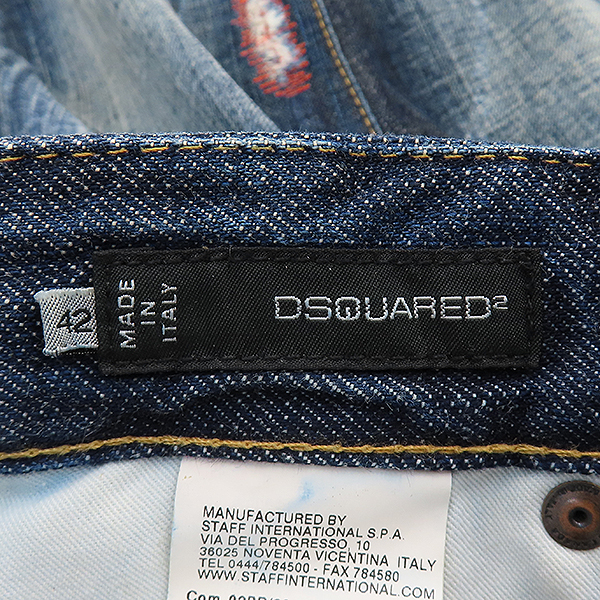 42
MADE
IN
ITALY
DSQUARED2
MANUFACTURED BY
STAFF INTERNATIONAL S.P.A.
VIA DEL PROGRESSO, 10
36025 NOVENTA VICENTINA ITALY
TEL 0444/784500 - FAX 784580
WWW.STAFFINTERNATIONAL.COM
Com.